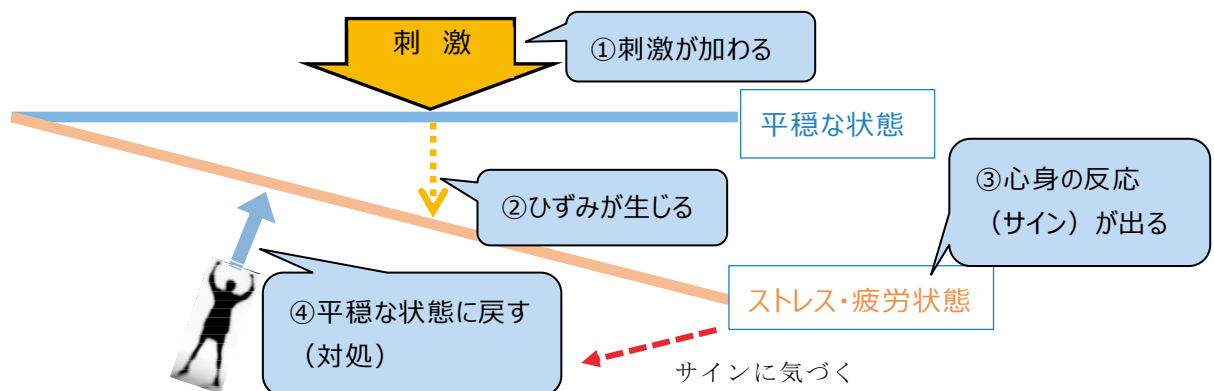 刺 激
①刺激が加わる
平穏な状態
②ひずみが生じる
③心身の反応
（サイン）が出る
ストレス・疲労状態
④平穏な状態に戻す
（対処）
サインに気づく